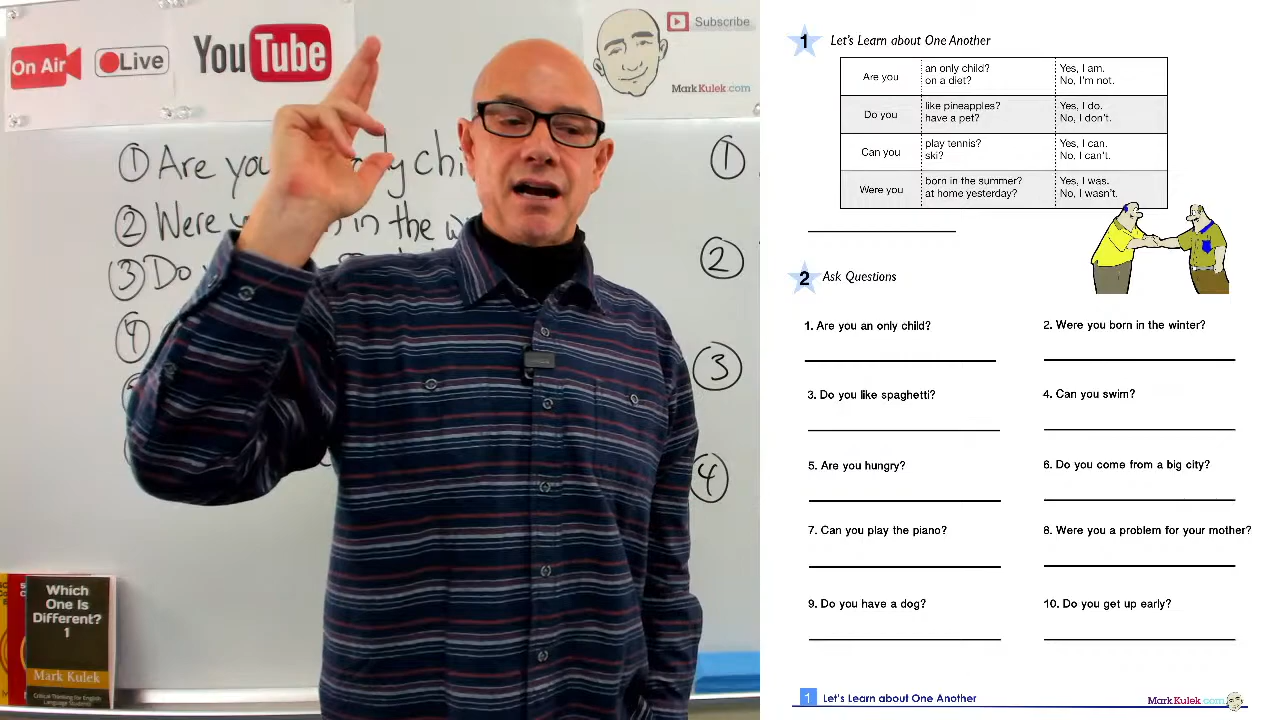 On Air
Live
YouTube
Subscribe
MarkKulek.com
① Are you
② Were in the
③ Do
④
①
②
③
④
Which
One Is
Different?
1
Mark Kulek
Critical Thinking for English
Language Students
1 Let's Learn about One Another
Are you an only child? Yes, I am.
on a diet? No, I'm not.
Do you like pineapples? Yes, I do.
have a pet? No, I don't.
Can you play tennis? Yes, I can.
ski? No, I can't.
Were you born in the summer? Yes, I was.
at home yesterday? No, I wasn't.
2 Ask Questions
1. Are you an only child?
2. Were you born in the winter?
3. Do you like spaghetti?
4. Can you swim?
5. Are you hungry?
6. Do you come from a big city?
7. Can you play the piano?
8. Were you a problem for your mother?
9. Do you have a dog?
10. Do you get up early?
1 Let's Learn about One Another
MarkKulek.com